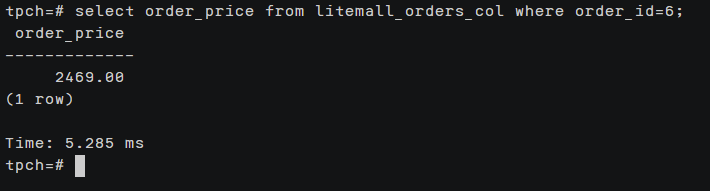 tpch=# select order_price from litemall_orders_col where order_id=6;
 order_price
-------------
     2469.00
(1 row)

Time: 5.285 ms
tpch=#